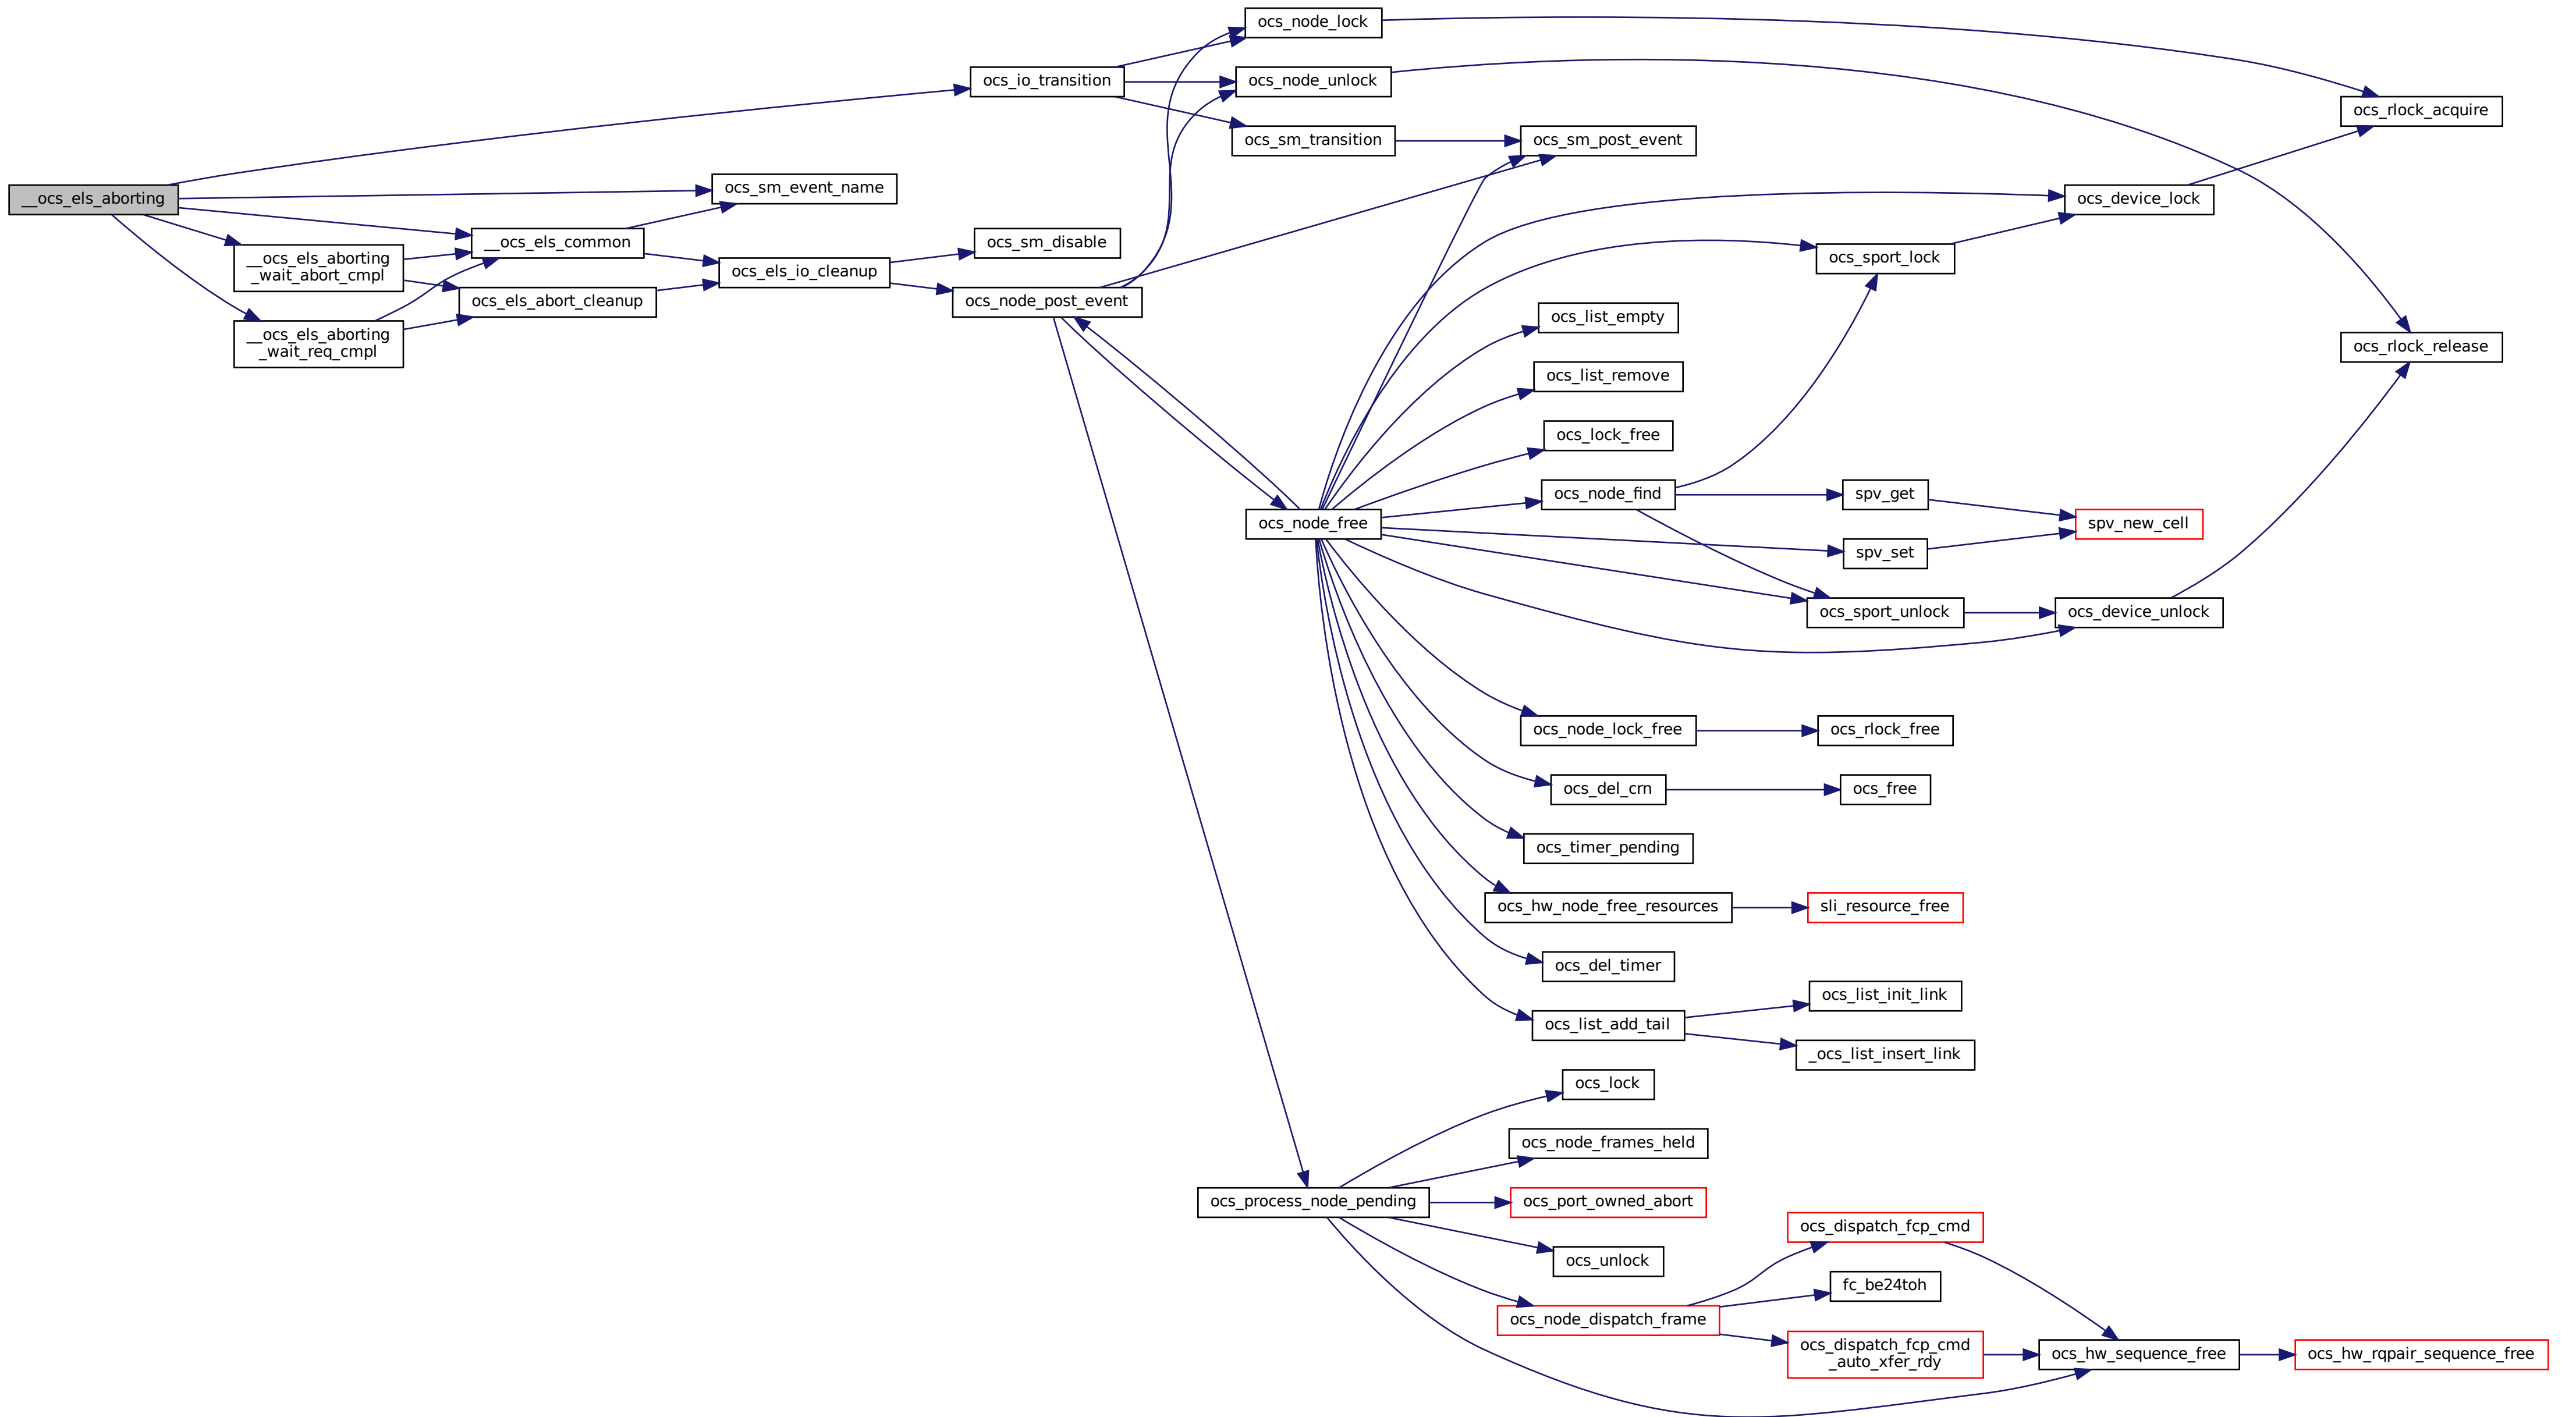 __ocs_els_aborting
ocs_io_transition
ocs_node_lock
ocs_node_unlock
ocs_sm_transition
ocs_sm_post_event
ocs_rlock_acquire
ocs_sm_event_name
__ocs_els_common
__ocs_els_aborting
_wait_abort_cmpl
__ocs_els_aborting
_wait_req_cmpl
ocs_els_abort_cleanup
ocs_els_io_cleanup
ocs_sm_disable
ocs_node_post_event
ocs_device_lock
ocs_sport_lock
ocs_list_empty
ocs_rlock_release
ocs_list_remove
ocs_lock_free
ocs_node_find
spv_get
ocs_node_free
spv_new_cell
spv_set
ocs_sport_unlock
ocs_device_unlock
ocs_node_lock_free
ocs_rlock_free
ocs_del_crn
ocs_free
ocs_timer_pending
ocs_hw_node_free_resources
sli_resource_free
ocs_del_timer
ocs_list_add_tail
ocs_list_init_link
_ocs_list_insert_link
ocs_lock
ocs_node_frames_held
ocs_process_node_pending
ocs_port_owned_abort
ocs_unlock
ocs_dispatch_fcp_cmd
fc_be24toh
ocs_node_dispatch_frame
ocs_dispatch_fcp_cmd
_auto_xfer_rdy
ocs_hw_sequence_free
ocs_hw_rqpair_sequence_free